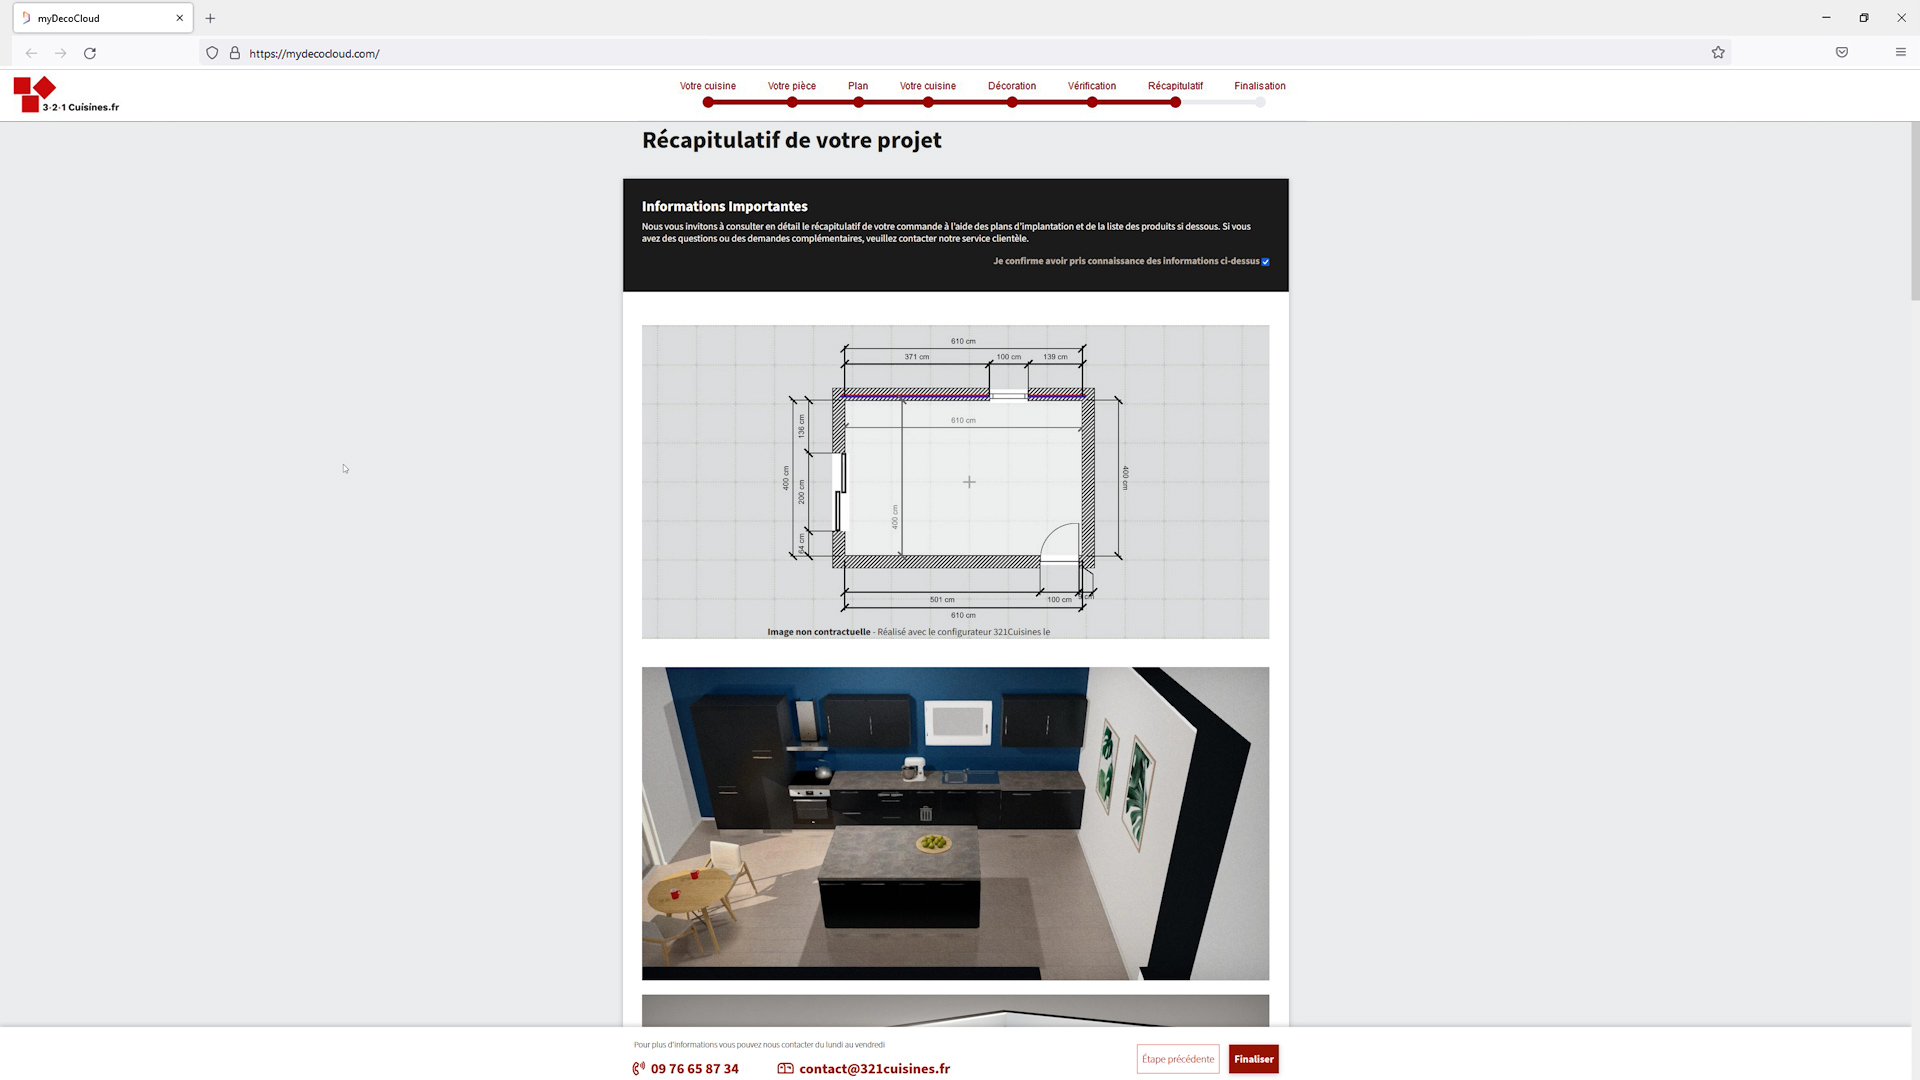 myDecoCloud
https://mydecocloud.com/
3·2·1 Cuisines.fr
Votre cuisine
Votre pièce
Plan
Votre cuisine
Décoration
Vérification
Récapitulatif
Finalisation
Récapitulatif de votre projet
Informations Importantes
Nous vous invitons à consulter en détail le récapitulatif de votre commande à l'aide des plans d'implantation et de la liste des produits si dessous. Si vous
avez des questions ou des demandes complémentaires, veuillez contacter notre service clientèle.
Je confirme avoir pris connaissance des informations ci-dessus
610 cm
371 cm
100 cm
139 cm
610 cm
136 cm
400 cm
200 cm
64 cm
400 cm
400 cm
501 cm
100 cm
9 cm
610 cm
Image non contractuelle - Réalisé avec le configurateur 321Cuisines le
Pour plus d'informations vous pouvez nous contacter du lundi au vendredi
09 76 65 87 34
contact@321cuisines.fr
Étape précédente
Finaliser